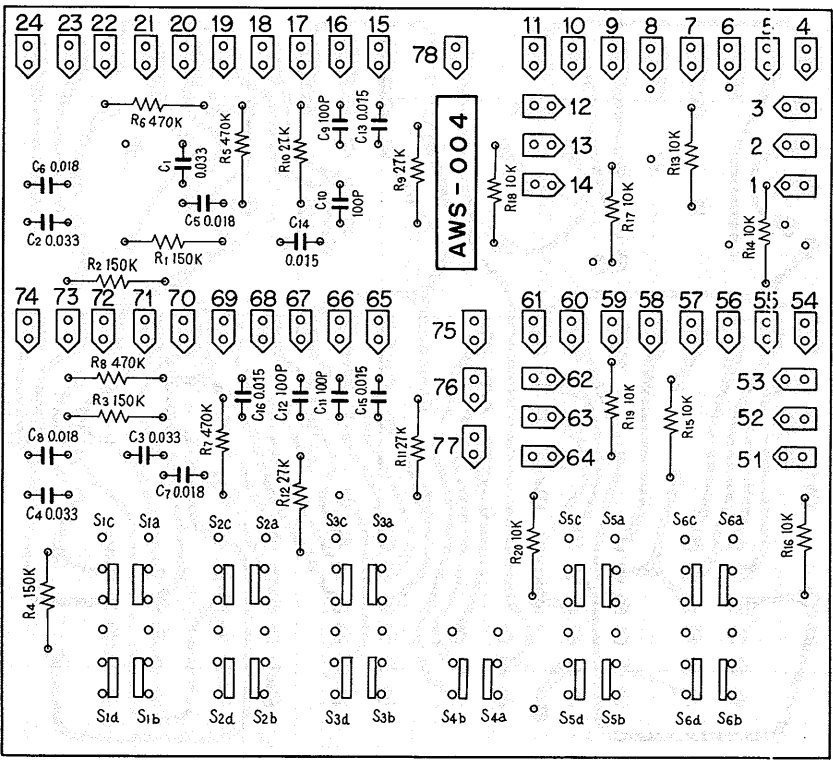 24 23 22 21 20 19 18 17 16 15 78 11 10 9 8 7 6 5 4
R6 470K
R5 470K
R10 27K
C9 100P
C13 0.015
12
3
C1 0.033
R9 27K
AWS-004
R18 10K
13
R13 10K
2
C6 0.018
C5 0.018
C10 100P
14
R17 10K
1
C2 0.033
R1 150K
C14 0.015
R14 10K
R2 150K
74 73 72 71 70 69 68 67 66 65 75 61 60 59 58 57 56 55 54
R8 470K
C16 0.015
C12 100P
C11 100P
C15 0.015
76
62
R19 10K
53
R3 150K
R7 470K
R15 10K
63
52
C8 0.018
C3 0.033
R11 27K
77
64
51
C7 0.018
R12 27K
C4 0.033
S1c S1a S2c S2a S3c S3a
R20 10K
S5c S5a S6c S6a
R16 10K
R4 150K
S1d S1b S2d S2b S3d S3b S4b S4a S5d S5b S6d S6b